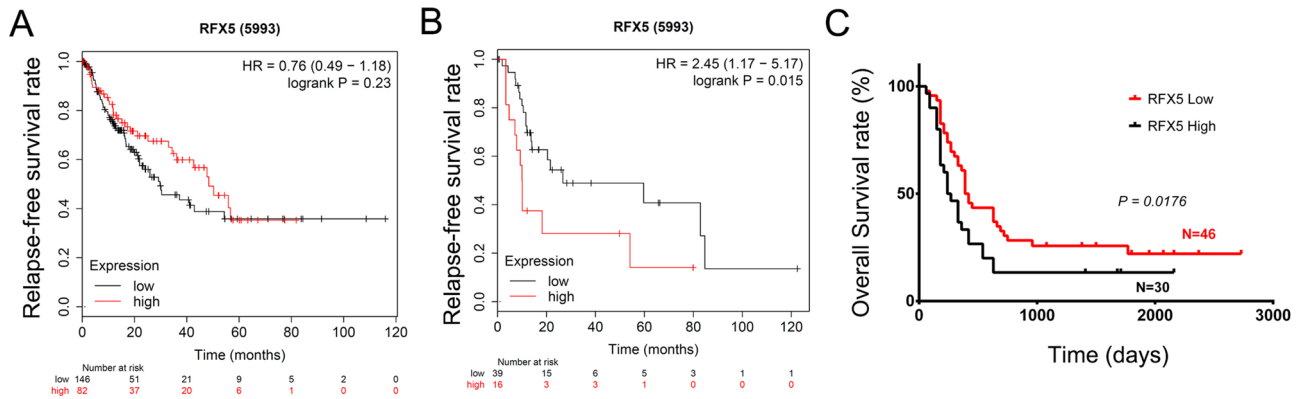 A
RFX5 (5993)
HR = 0.76 (0.49 − 1.18)
logrank P = 0.23
Relapse-free survival rate
1.0
0.8
0.6
0.4
0.2
0.0
Expression
low
high
0 20 40 60 80 100 120
Time (months)
Number at risk
low 146 51 21 9 5 2 0
high 82 37 20 6 1 0 0
B
RFX5 (5993)
HR = 2.45 (1.17 − 5.17)
logrank P = 0.015
Relapse-free survival rate
1.0
0.8
0.6
0.4
0.2
0.0
Expression
low
high
0 20 40 60 80 100 120
Time (months)
Number at risk
low 39 15 6 5 3 1 1
high 16 3 3 1 0 0 0
C
Overall Survival rate (%)
100
50
0
RFX5 Low
RFX5 High
P = 0.0176
N=46
N=30
0 1000 2000 3000
Time (days)